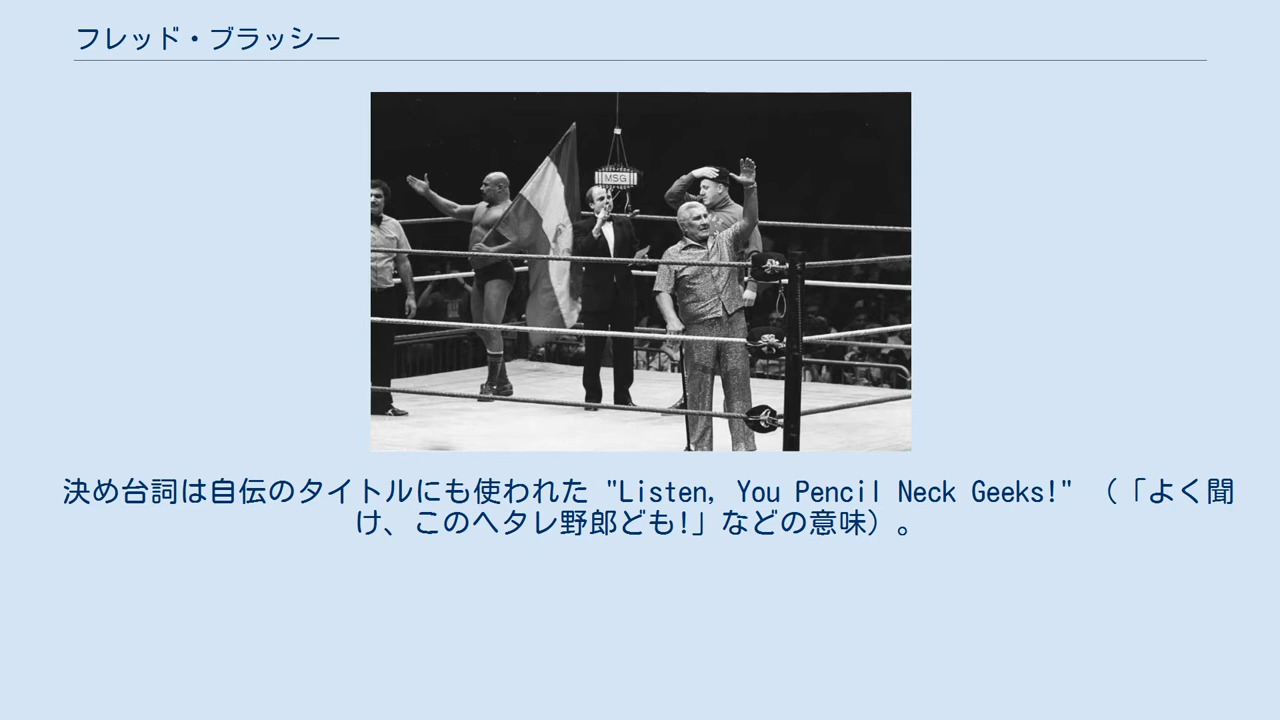 フレッド・ブラッシー
MSG
決め台詞は自伝のタイトルにも使われた "Listen, You Pencil Neck Geeks!" （「よく聞
け、このヘタレ野郎ども!」などの意味）。